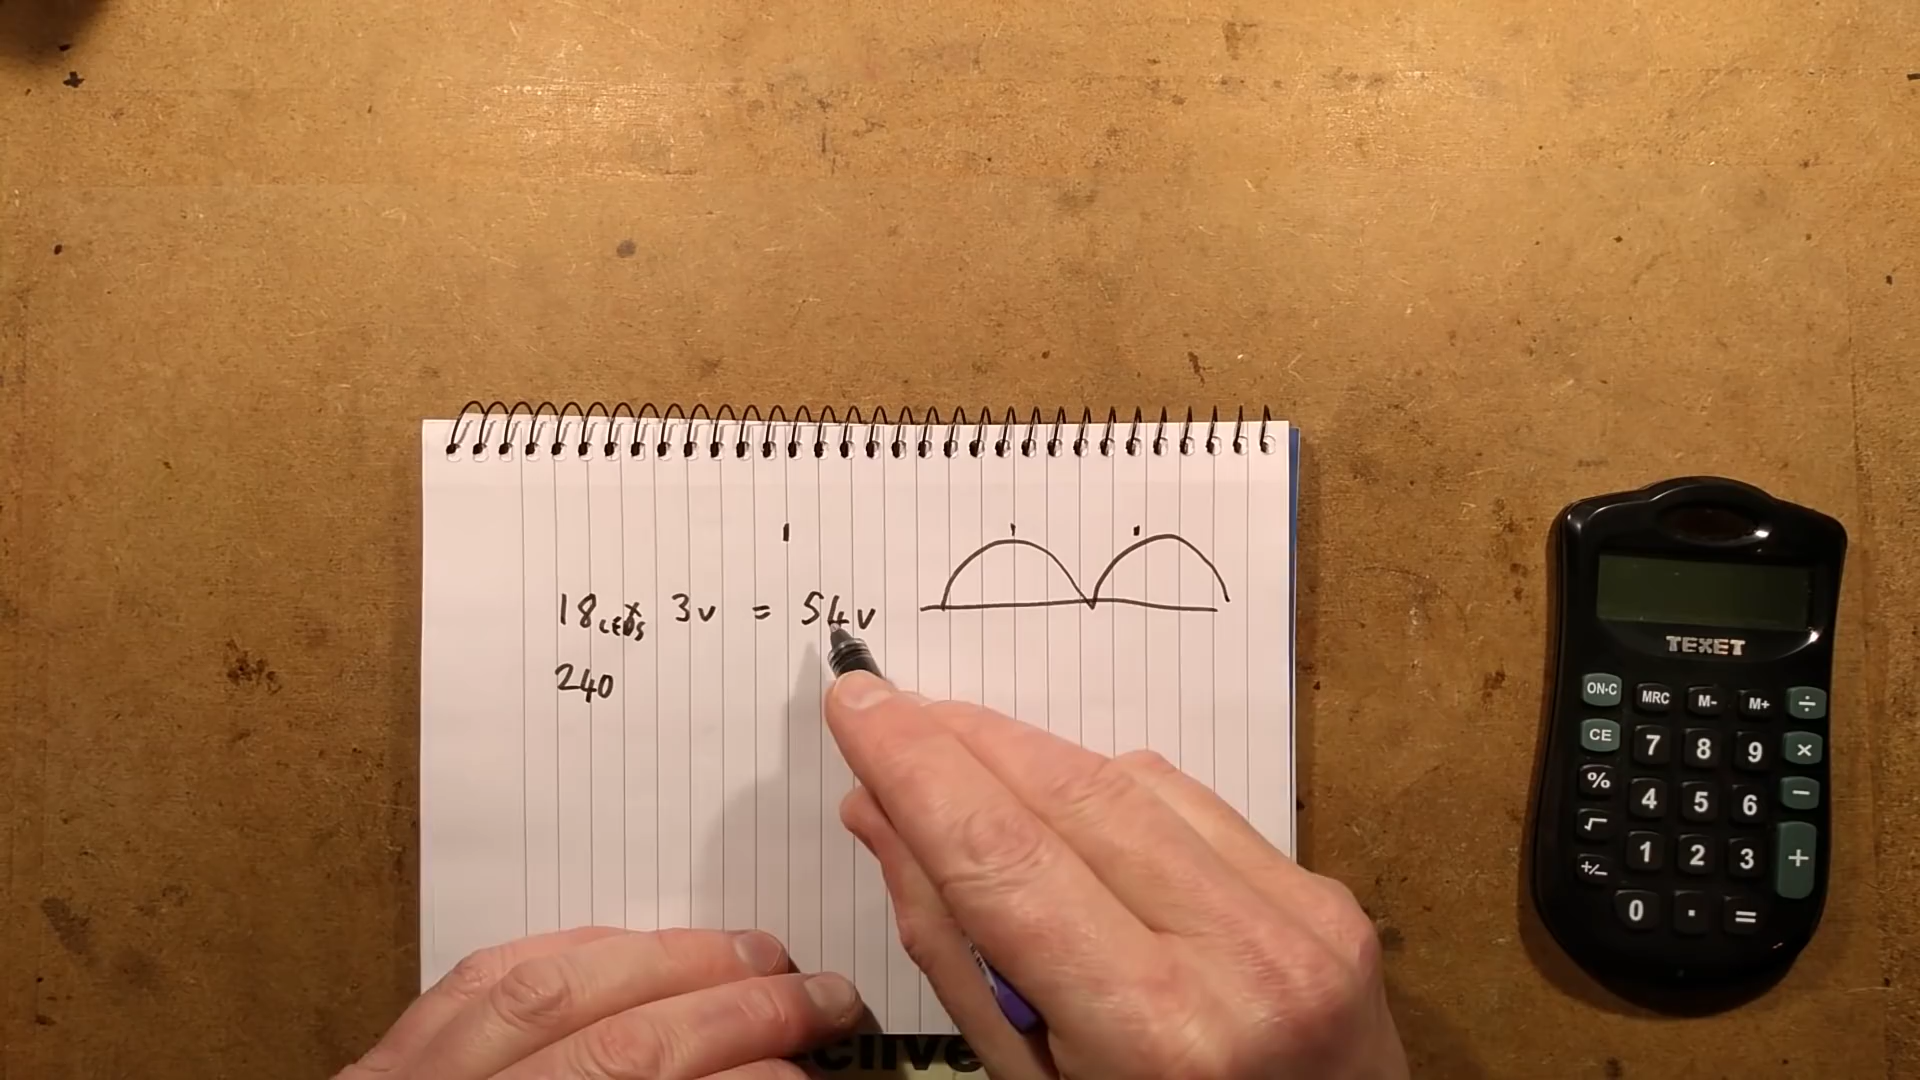 18 LEDS x 3v = 54v
240
TEXET
ON·C MRC M- M+ ÷
CE 7 8 9 ×
% 4 5 6 −
√ 1 2 3 +
+/− 0 . =